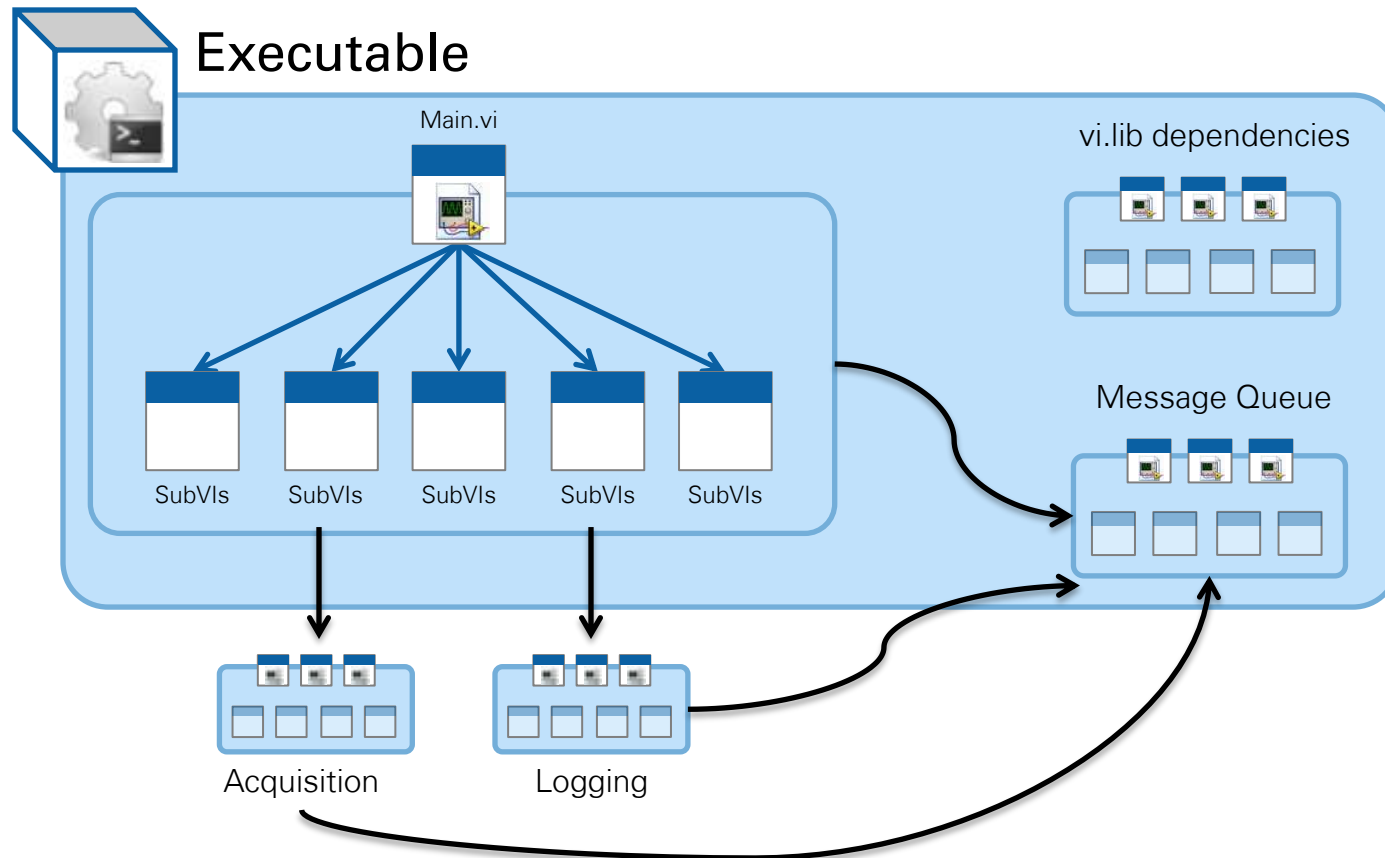 Executable
Main.vi
vi.lib dependencies
Message Queue
SubVIs
SubVIs
SubVIs
SubVIs
SubVIs
Acquisition
Logging